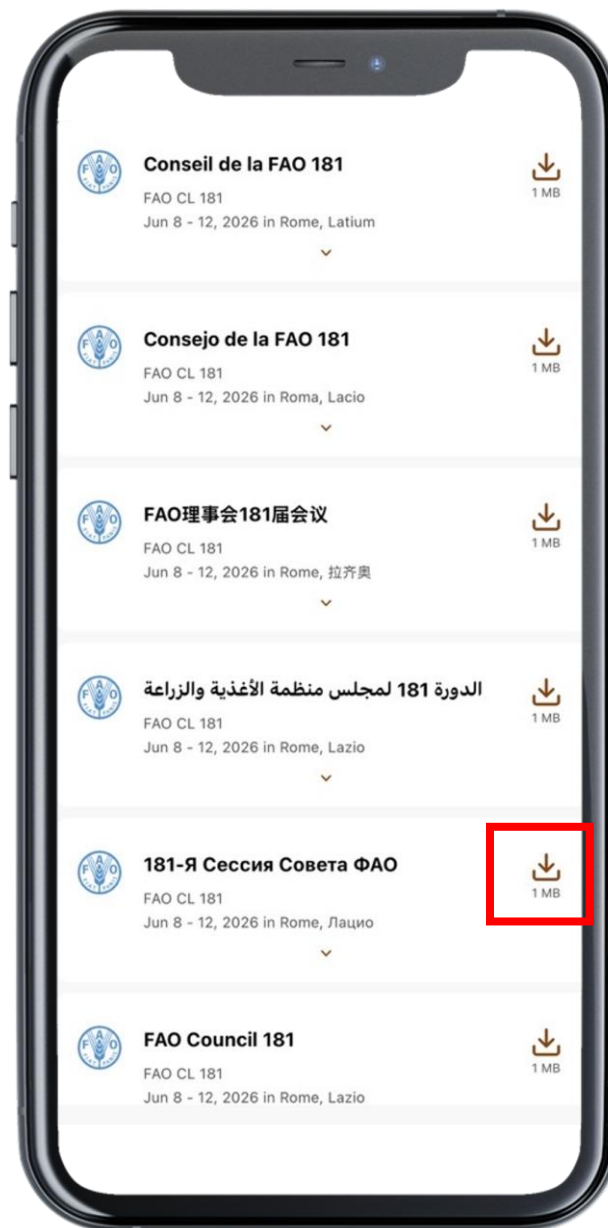 Conseil de la FAO 181
1 MB
FAO CL 181
Jun 8 - 12, 2026 in Rome, Latium
Consejo de la FAO 181
1 MB
FAO CL 181
Jun 8 - 12, 2026 in Roma, Lacio
FAO理事会181届会议
1 MB
FAO CL 181
Jun 8 - 12, 2026 in Rome, 拉齐奥
الدورة 181 لمجلس منظمة الأغذية والزراعة
1 MB
FAO CL 181
Jun 8 - 12, 2026 in Rome, Lazio
181-Я Сессия Совета ФАО
1 MB
FAO CL 181
Jun 8 - 12, 2026 in Rome, Лацио
FAO Council 181
1 MB
FAO CL 181
Jun 8 - 12, 2026 in Rome, Lazio